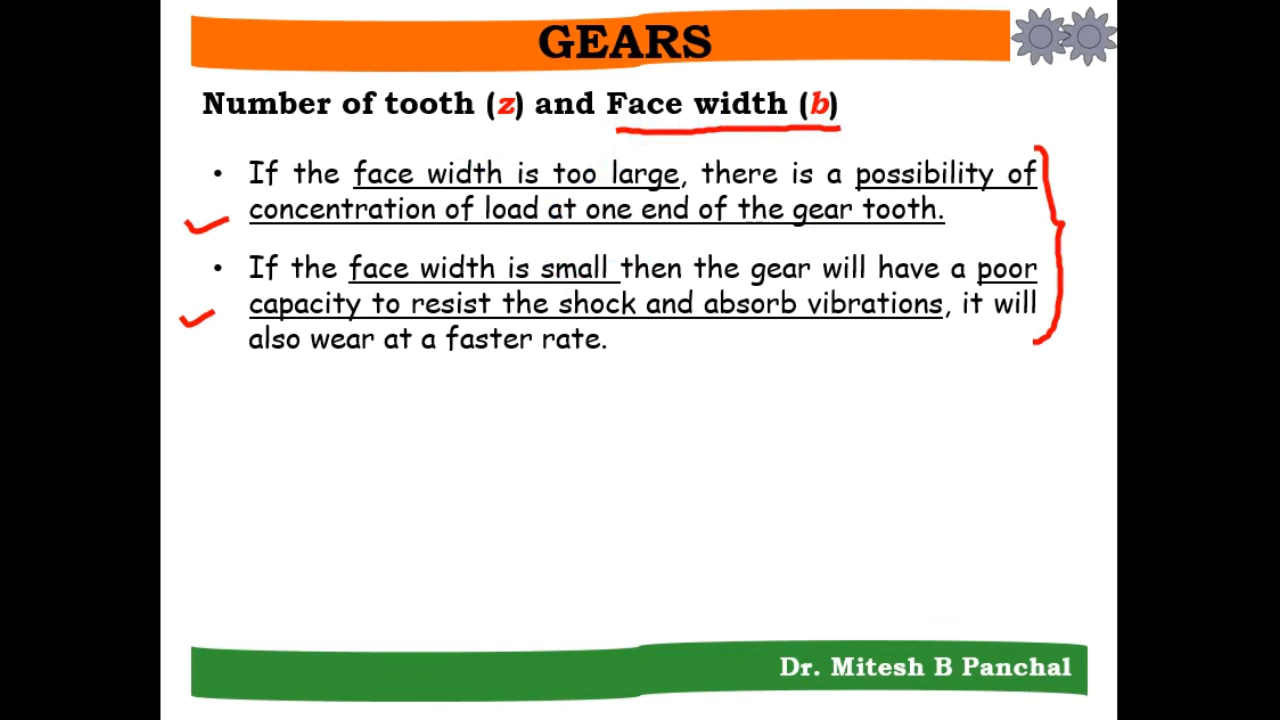 GEARS
Number of tooth (z) and Face width (b)
• If the face width is too large, there is a possibility of
concentration of load at one end of the gear tooth.
• If the face width is small then the gear will have a poor
capacity to resist the shock and absorb vibrations, it will
also wear at a faster rate.
Dr. Mitesh B Panchal